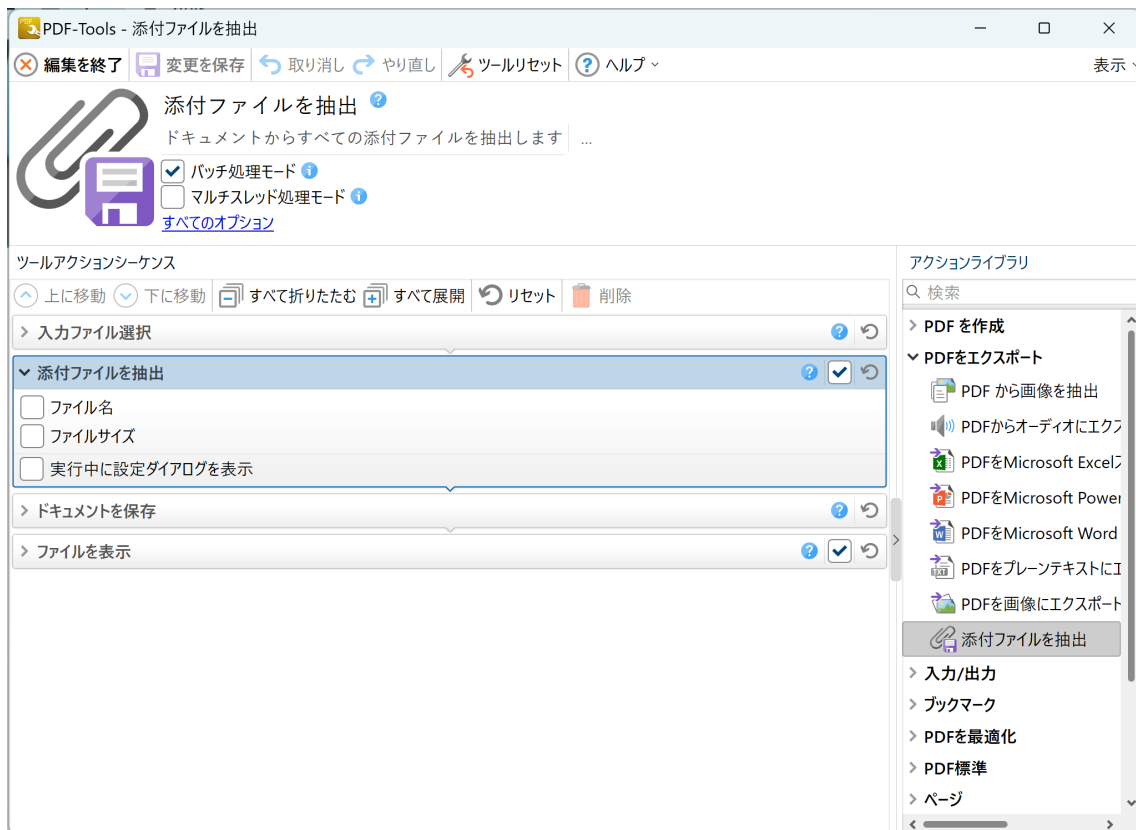 PDF-Tools - 添付ファイルを抽出
編集を終了 変更を保存 取り消し やり直し ツールリセット ヘルプ 表示
添付ファイルを抽出
ドキュメントからすべての添付ファイルを抽出します ...
バッチ処理モード
マルチスレッド処理モード
すべてのオプション
ツールアクションシーケンス
上に移動 下に移動 すべて折りたたむ すべて展開 リセット 削除
入力ファイル選択
添付ファイルを抽出
ファイル名
ファイルサイズ
実行中に設定ダイアログを表示
ドキュメントを保存
ファイルを表示
アクションライブラリ
検索
PDF を作成
PDFをエクスポート
PDF から画像を抽出
PDFからオーディオにエクス
PDFをMicrosoft Excelス
PDFをMicrosoft Power
PDFをMicrosoft Word
PDFをプレーンテキストにエ
PDFを画像にエクスポート
添付ファイルを抽出
入力/出力
ブックマーク
PDFを最適化
PDF標準
ページ